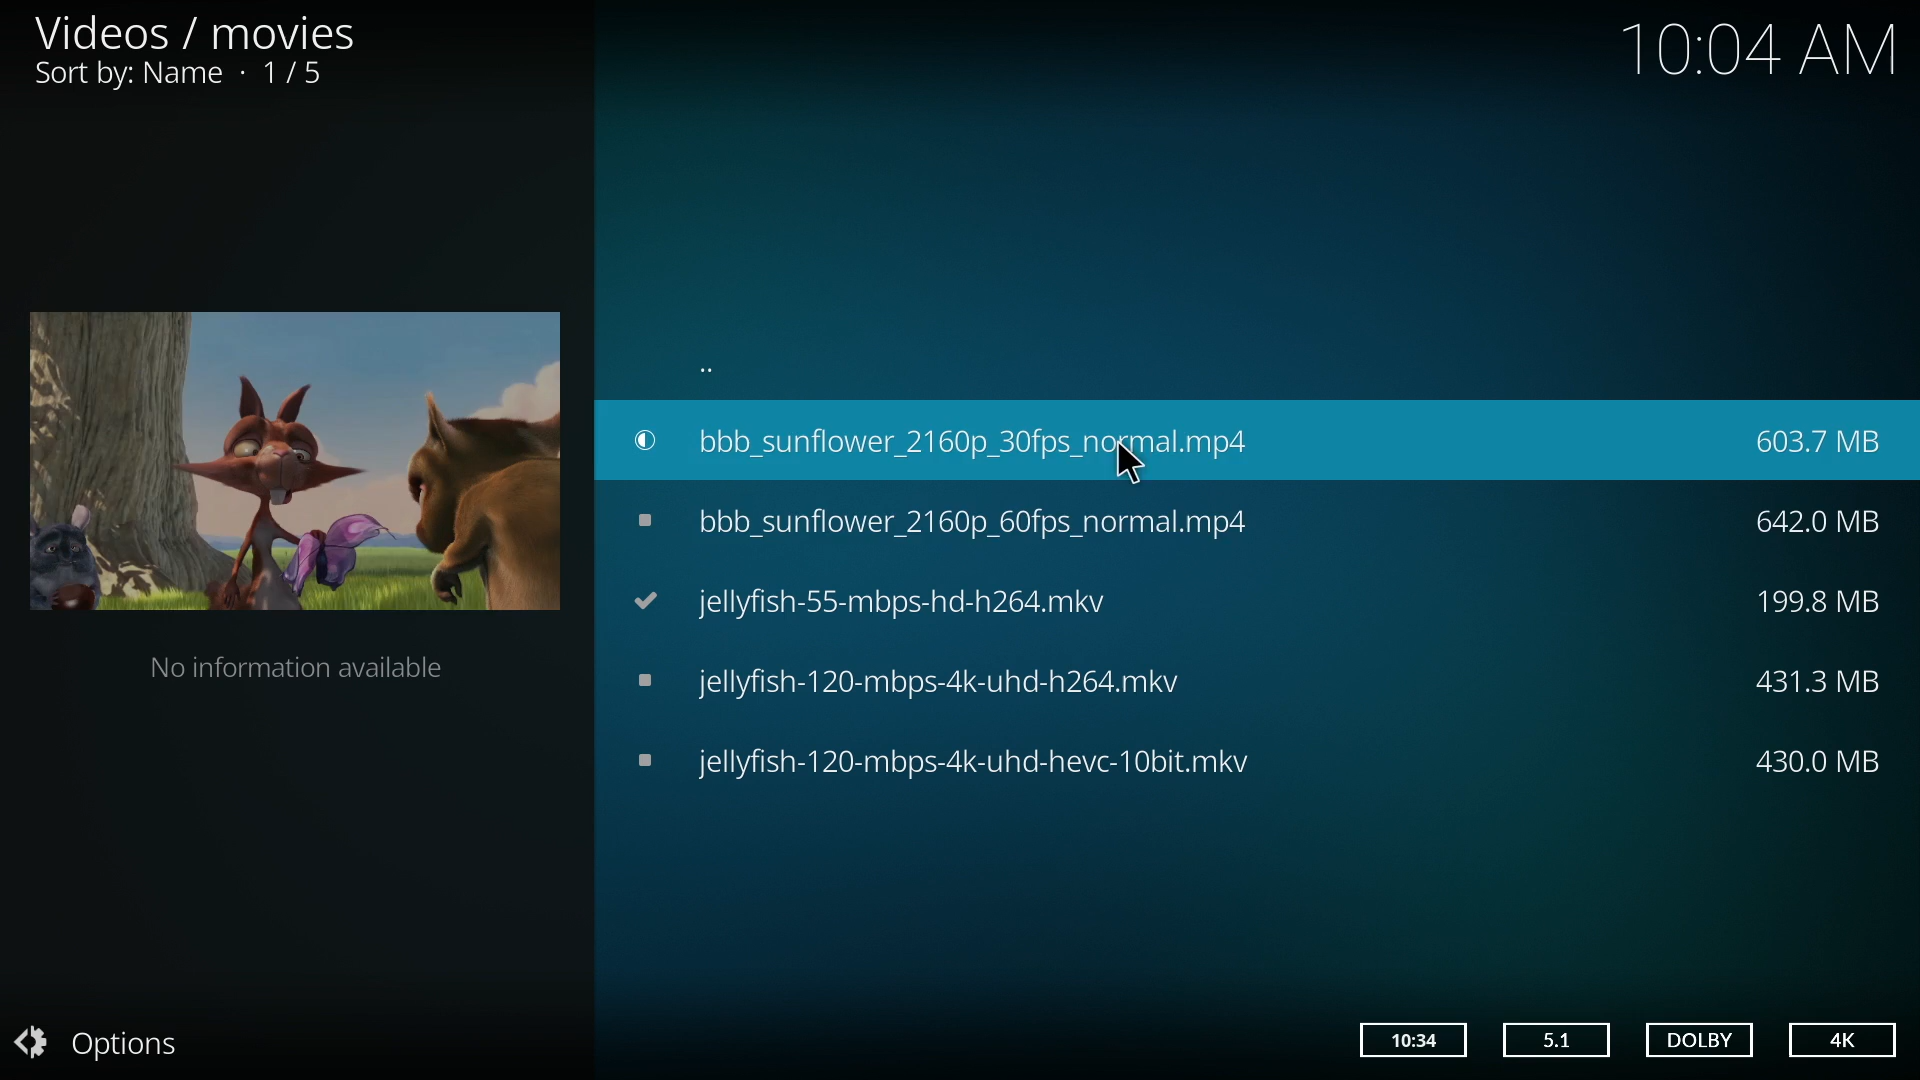 Videos / movies
Sort by: Name · 1 / 5
10:04 AM
..
bbb_sunflower_2160p_30fps_normal.mp4 603.7 MB
bbb_sunflower_2160p_60fps_normal.mp4 642.0 MB
jellyfish-55-mbps-hd-h264.mkv 199.8 MB
jellyfish-120-mbps-4k-uhd-h264.mkv 431.3 MB
jellyfish-120-mbps-4k-uhd-hevc-10bit.mkv 430.0 MB
No information available
Options
10:34 5.1 DOLBY 4K